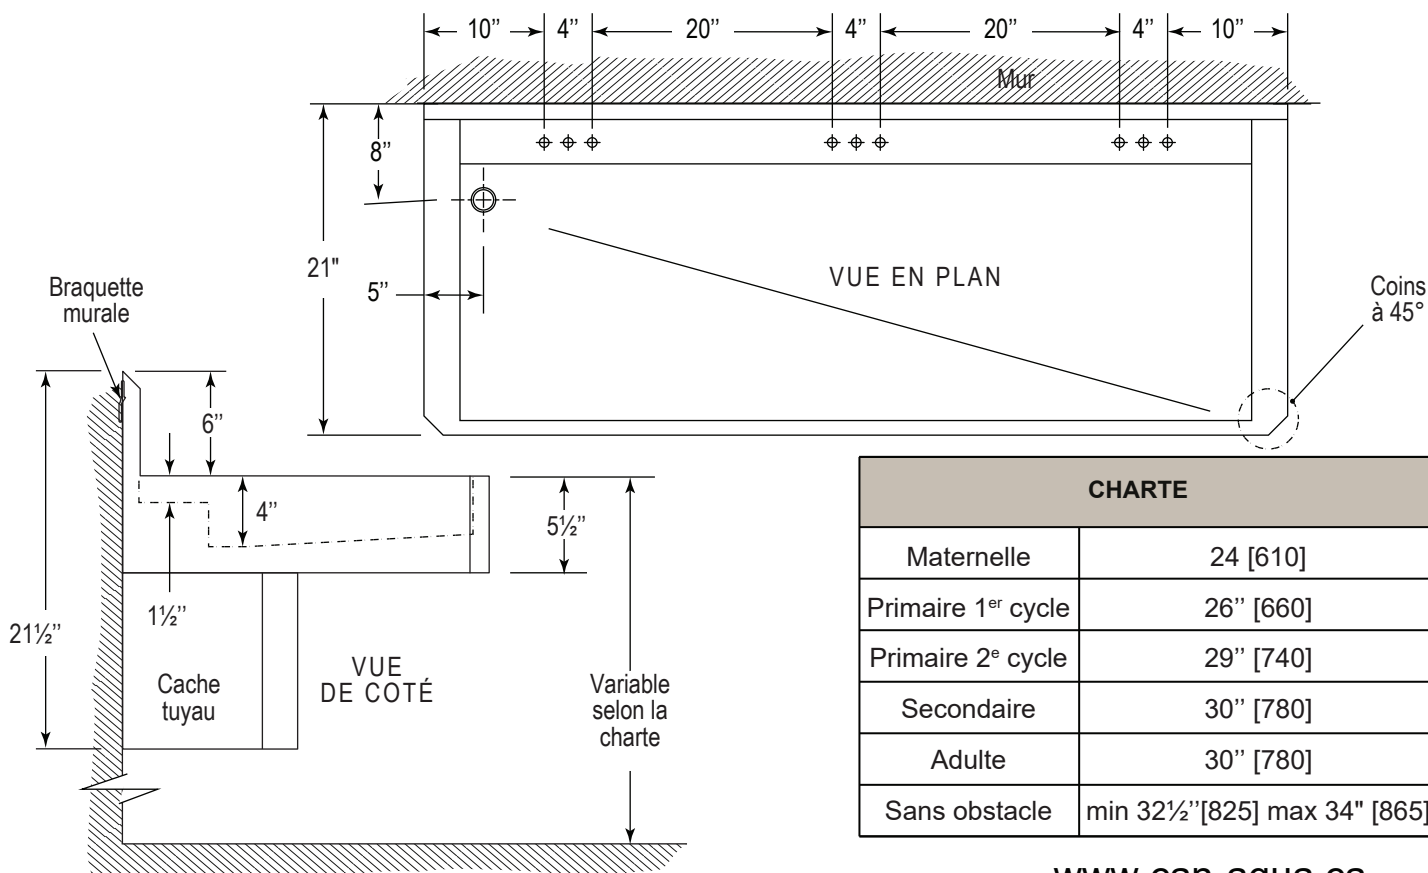 10’’ 4’’ 20’’ 4’’ 20’’ 4’’ 10’’
Mur
8’’
21"
5’’
VUE EN PLAN
Coins
à 45°
Braquette
murale
6’’
4’’
5½’’
1½’’
21½’’
Cache
tuyau
VUE
DE COTÉ
Variable
selon la
charte
CHARTE
Maternelle 24 [610]
Primaire 1er cycle 26’’ [660]
Primaire 2e cycle 29’’ [740]
Secondaire 30’’ [780]
Adulte 30’’ [780]
Sans obstacle min 32½’’[825] max 34" [865]